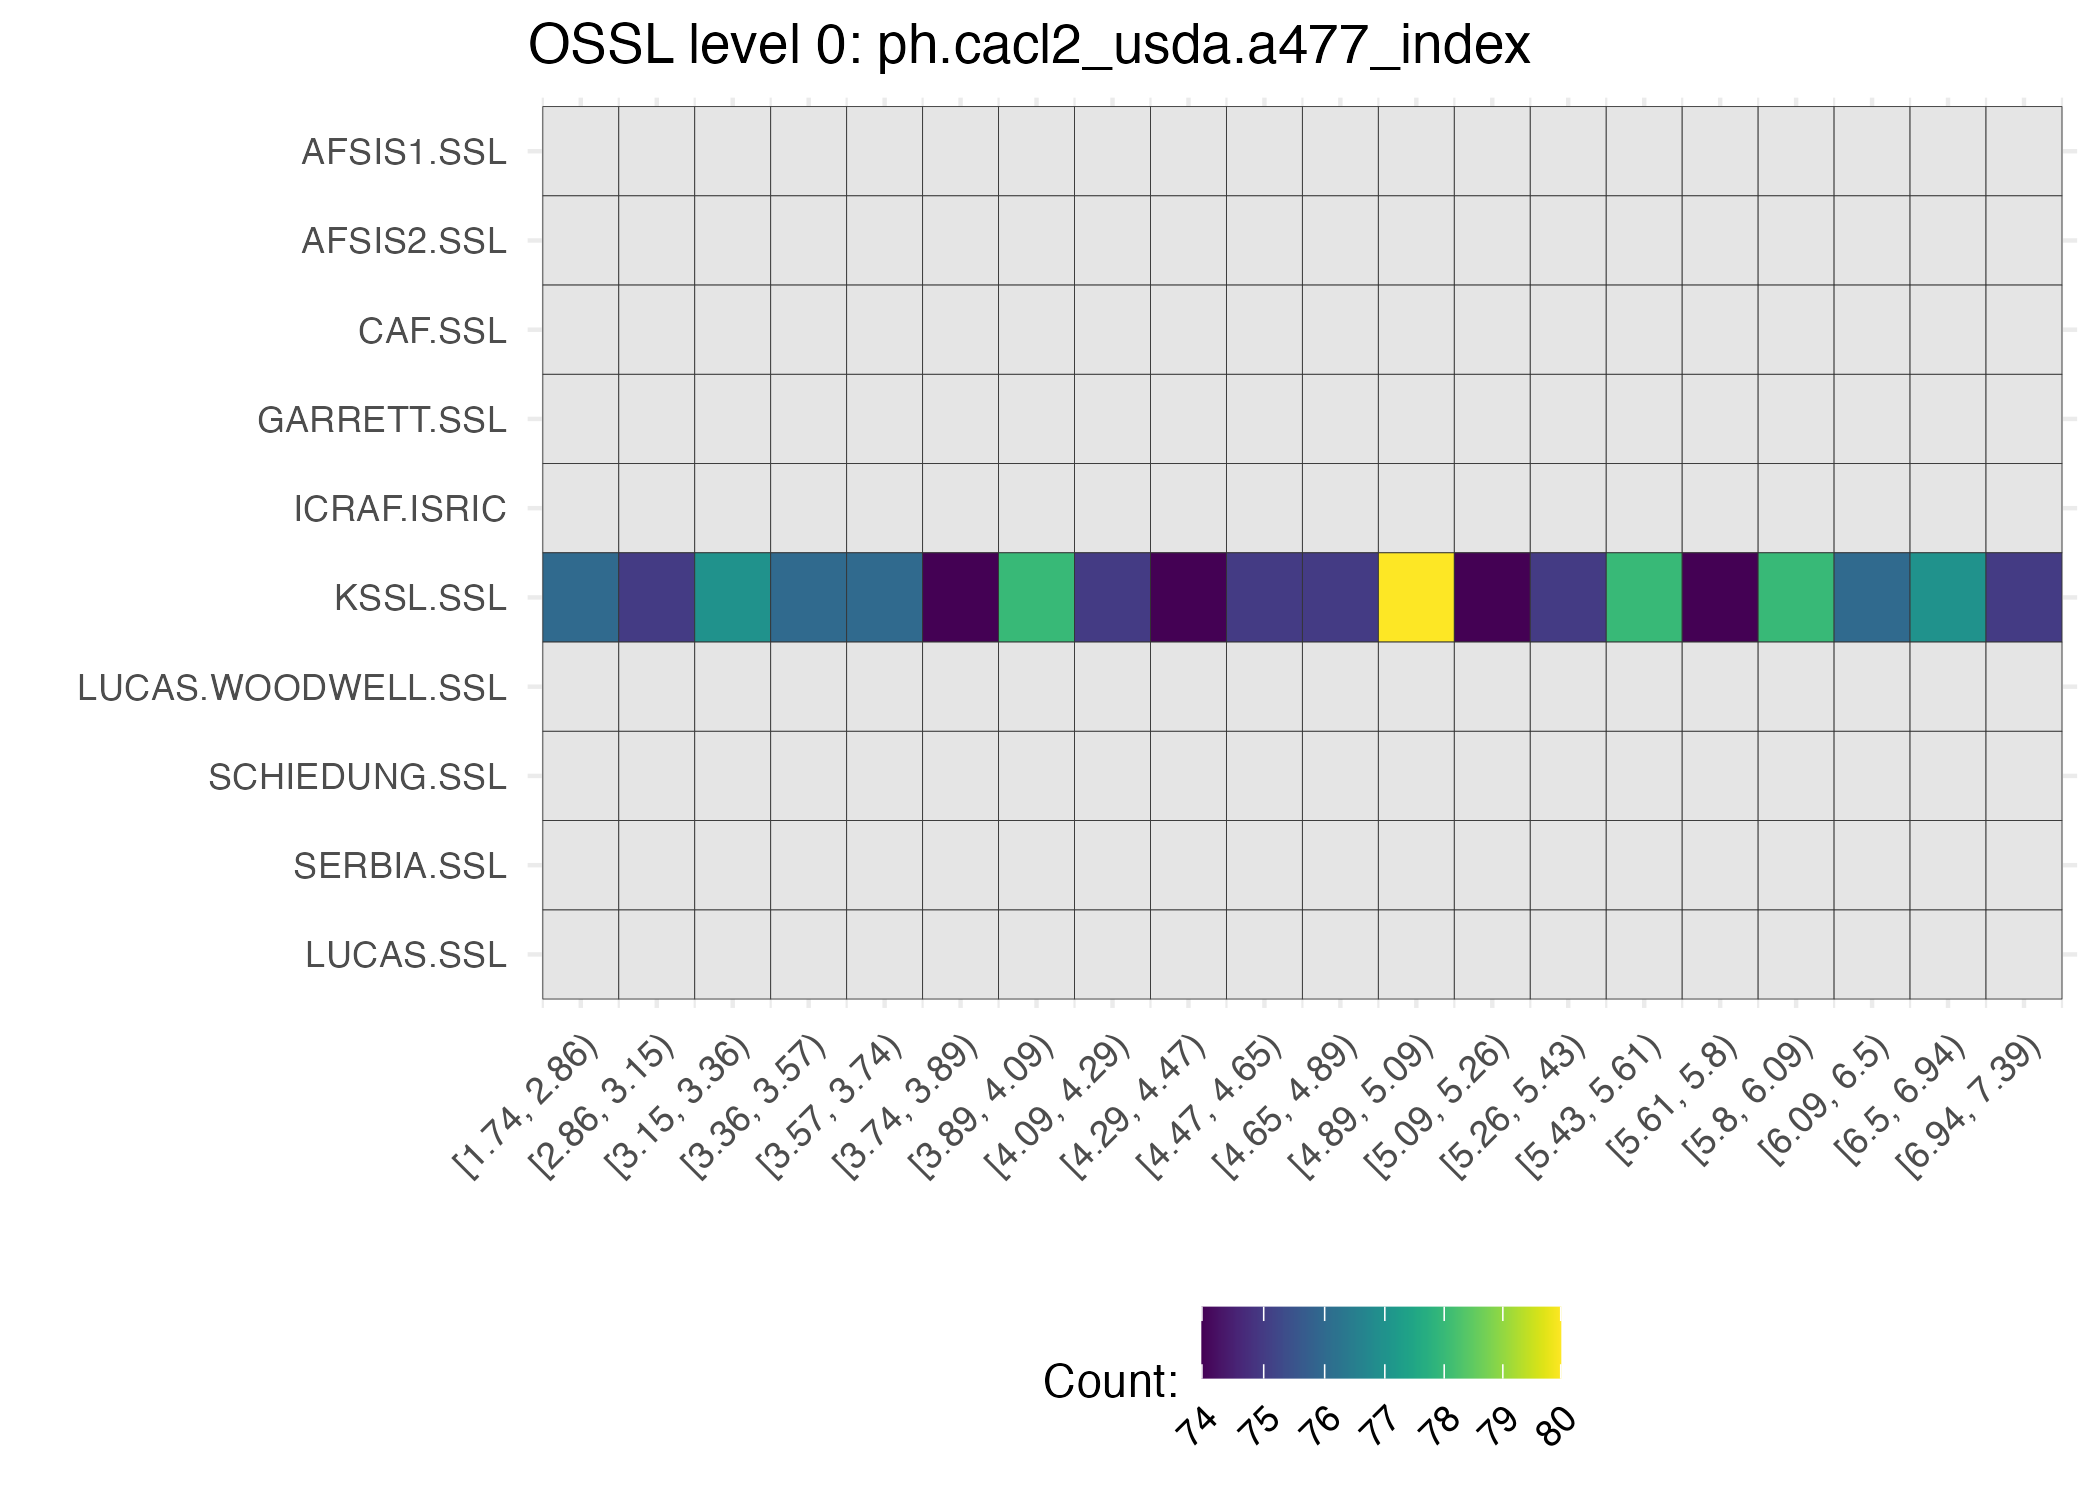 OSSL level 0: ph.cacl2_usda.a477_index
AFSIS1.SSL
AFSIS2.SSL
CAF.SSL
GARRETT.SSL
ICRAF.ISRIC
KSSL.SSL
LUCAS.WOODWELL.SSL
SCHIEDUNG.SSL
SERBIA.SSL
LUCAS.SSL
[1.74, 2.86)
[2.86, 3.15)
[3.15, 3.36)
[3.36, 3.57)
[3.57, 3.74)
[3.74, 3.89)
[3.89, 4.09)
[4.09, 4.29)
[4.29, 4.47)
[4.47, 4.65)
[4.65, 4.89)
[4.89, 5.09)
[5.09, 5.26)
[5.26, 5.43)
[5.43, 5.61)
[5.61, 5.8)
[5.8, 6.09)
[6.09, 6.5)
[6.5, 6.94)
[6.94, 7.39)
Count:
74
75
76
77
78
79
80